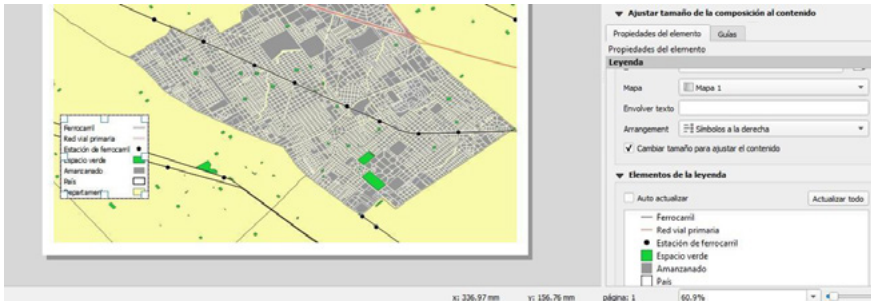 Ajustar tamaño de la composición al contenido
Propiedades del elemento Guías
Propiedades del elemento
Leyenda
Mapa Mapa 1
Envolver texto
Arrangement Símbolos a la derecha
Cambiar tamaño para ajustar el contenido
Elementos de la leyenda
Auto actualizar Actualizar todo
Ferrocarril
Red vial primaria
Estación de ferrocarril
Espacio verde
Amanzanado
País
Ferrocarril
Red vial primaria
Estación de ferrocarril
Espacio verde
Amanzanado
País
Departamen
x: 336.97 mm y: 156.76 mm página: 1 60.9%